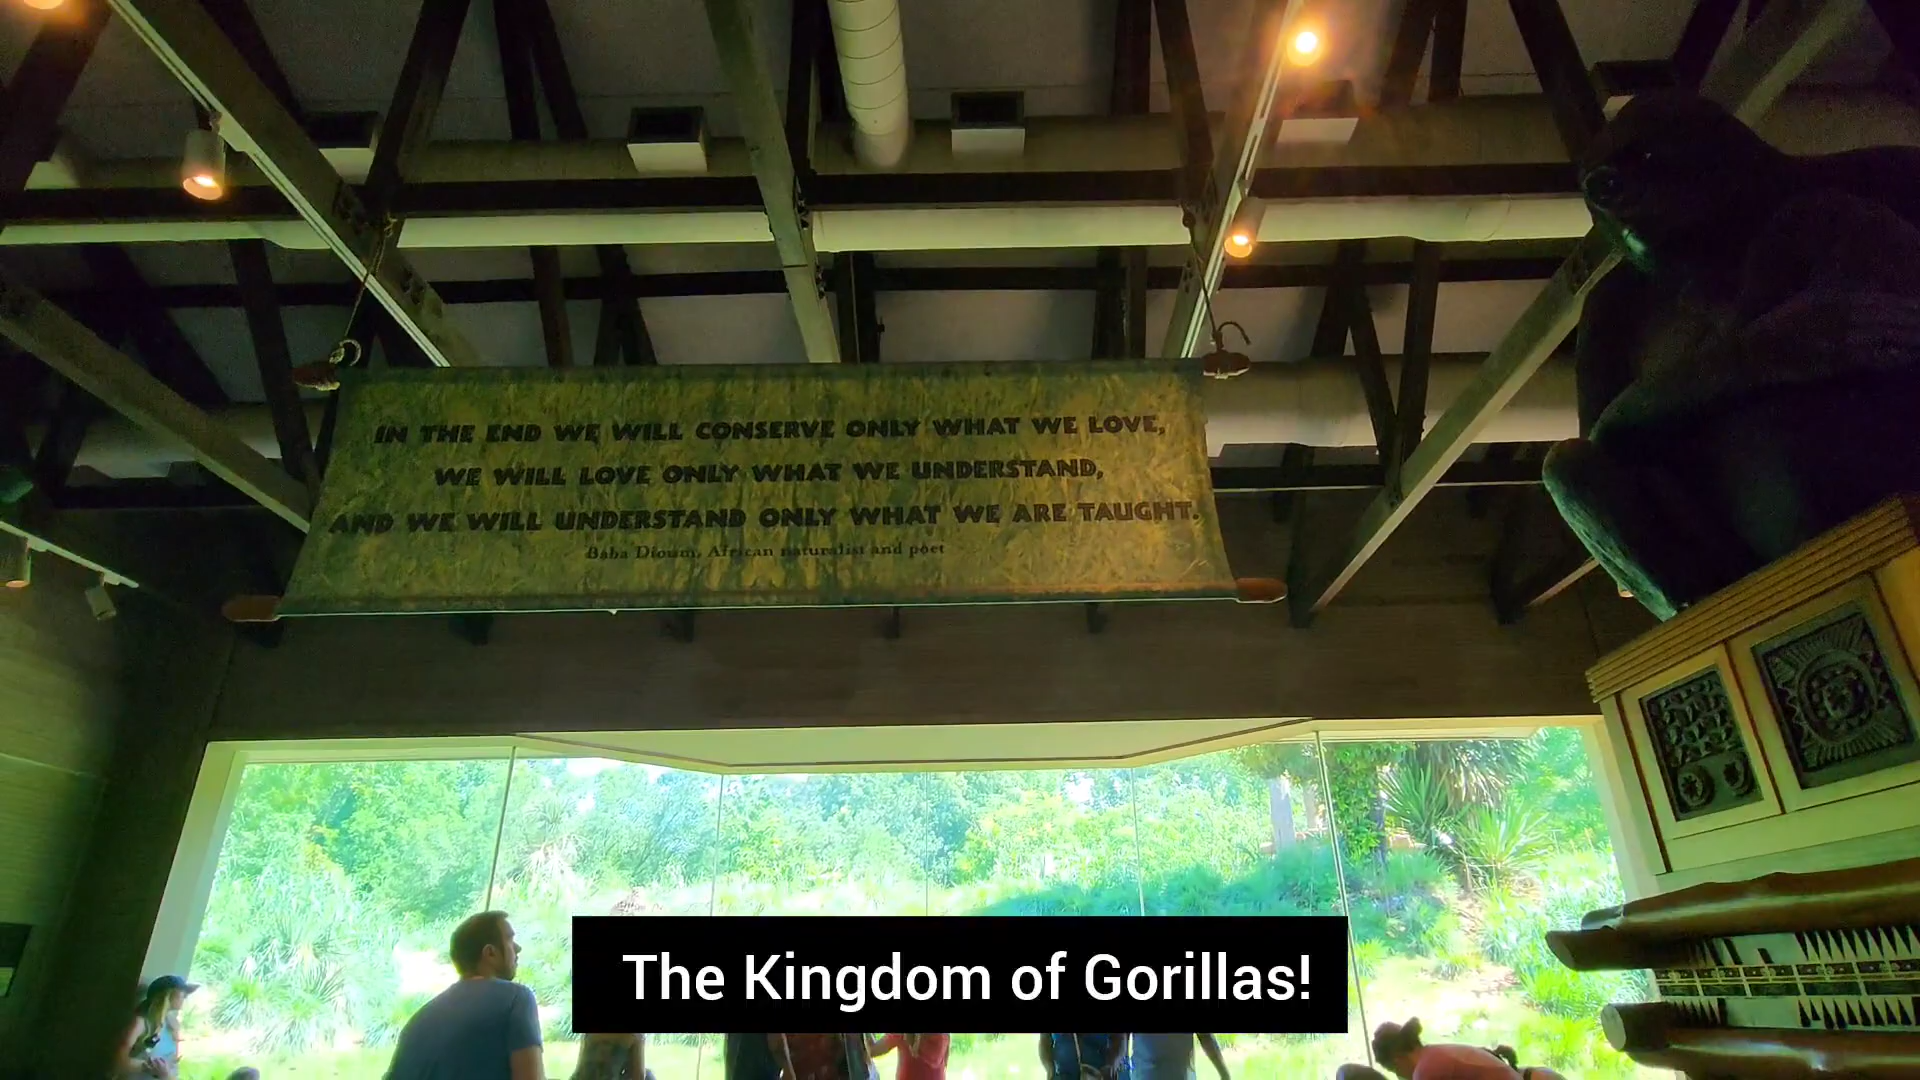 IN THE END WE WILL CONSERVE ONLY WHAT WE LOVE,
WE WILL LOVE ONLY WHAT WE UNDERSTAND,
AND WE WILL UNDERSTAND ONLY WHAT WE ARE TAUGHT.
Baba Dioum, African naturalist and poet
The Kingdom of Gorillas!